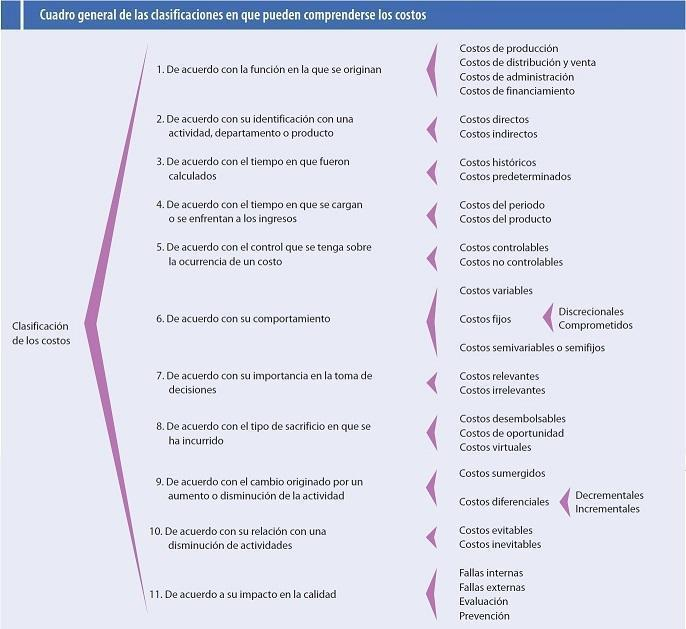 Cuadro general de las clasificaciones en que pueden comprenderse los costos
Clasificación
de los costos
1. De acuerdo con la función en la que se originan
Costos de producción
Costos de distribución y venta
Costos de administración
Costos de financiamiento
2. De acuerdo con su identificación con una
actividad, departamento o producto
Costos directos
Costos indirectos
3. De acuerdo con el tiempo en que fueron
calculados
Costos históricos
Costos predeterminados
4. De acuerdo con el tiempo en que se cargan
o se enfrentan a los ingresos
Costos del periodo
Costos del producto
5. De acuerdo con el control que se tenga sobre
la ocurrencia de un costo
Costos controlables
Costos no controlables
6. De acuerdo con su comportamiento
Costos variables
Costos fijos
Discrecionales
Comprometidos
Costos semivariables o semifijos
7. De acuerdo con su importancia en la toma de
decisiones
Costos relevantes
Costos irrelevantes
8. De acuerdo con el tipo de sacrificio en que se
ha incurrido
Costos desembolsables
Costos de oportunidad
Costos virtuales
9. De acuerdo con el cambio originado por un
aumento o disminución de la actividad
Costos sumergidos
Costos diferenciales
Decrementales
Incrementales
10. De acuerdo con su relación con una
disminución de actividades
Costos evitables
Costos inevitables
11. De acuerdo a su impacto en la calidad
Fallas internas
Fallas externas
Evaluación
Prevención